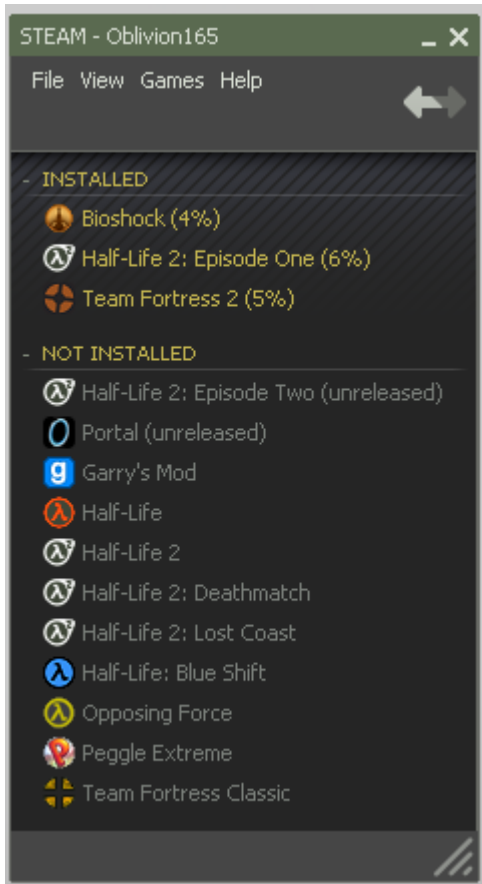 STEAM - Oblivion165
File View Games Help
- INSTALLED
Bioshock (4%)
Half-Life 2: Episode One (6%)
Team Fortress 2 (5%)
- NOT INSTALLED
Half-Life 2: Episode Two (unreleased)
Portal (unreleased)
Garry's Mod
Half-Life
Half-Life 2
Half-Life 2: Deathmatch
Half-Life 2: Lost Coast
Half-Life: Blue Shift
Opposing Force
Peggle Extreme
Team Fortress Classic